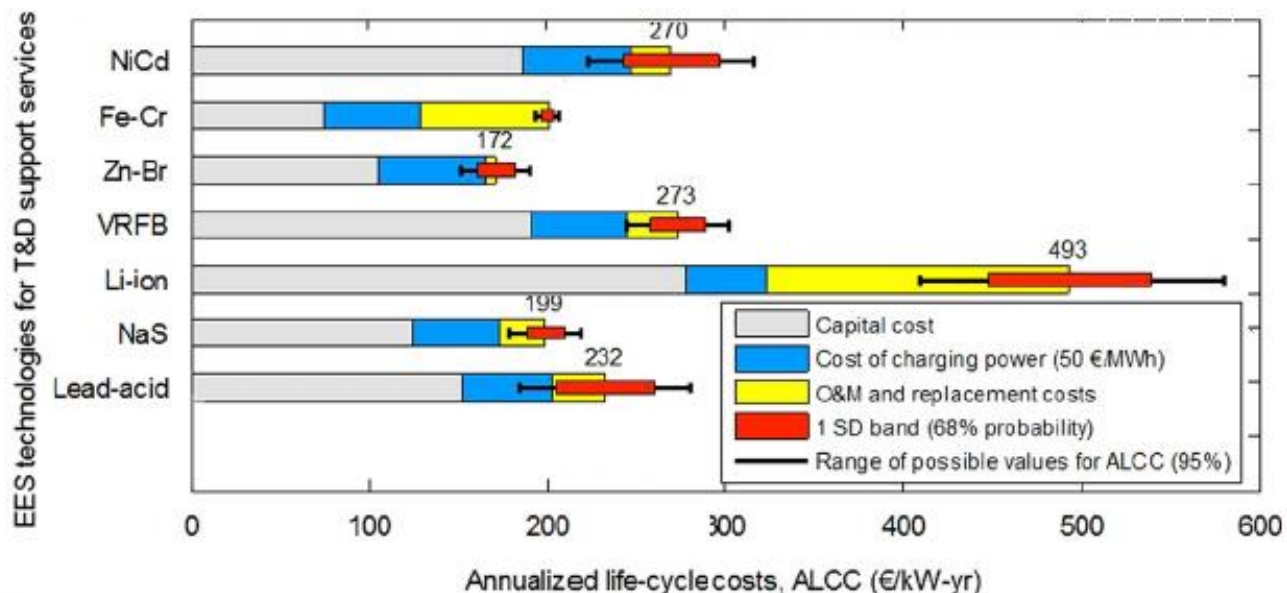 EES technologies for T&D support services
270
NiCd
Fe-Cr
172
Zn-Br
273
VRFB
493
Li-ion
199
NaS
232
Lead-acid
Capital cost
Cost of charging power (50 €/MWh)
O&M and replacement costs
1 SD band (68% probability)
Range of possible values for ALCC (95%)
0 100 200 300 400 500 600
Annualized life-cycle costs, ALCC (€/kW-yr)